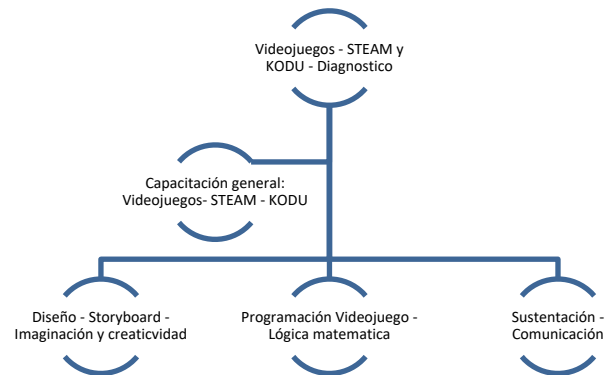 Videojuegos - STEAM y
KODU - Diagnostico
Capacitación general:
Videojuegos- STEAM - KODU
Diseño - Storyboard -
Imaginación y creaticvidad
Programación Videojuego -
Lógica matematica
Sustentación -
Comunicación